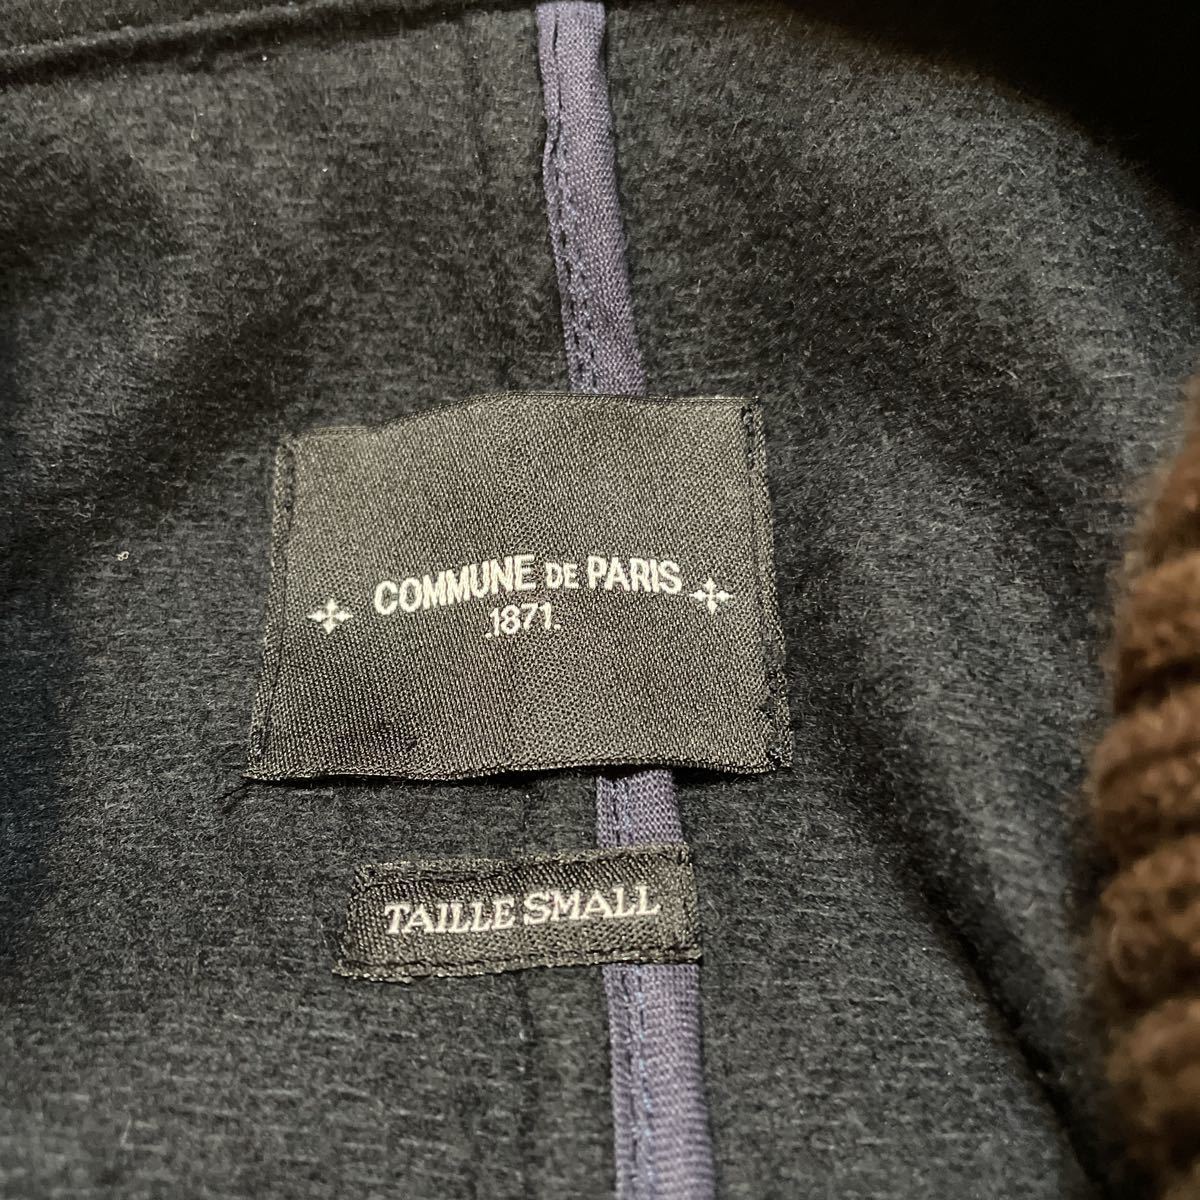 COMMUNE DE PARIS
.1871.
TAILLE SMALL